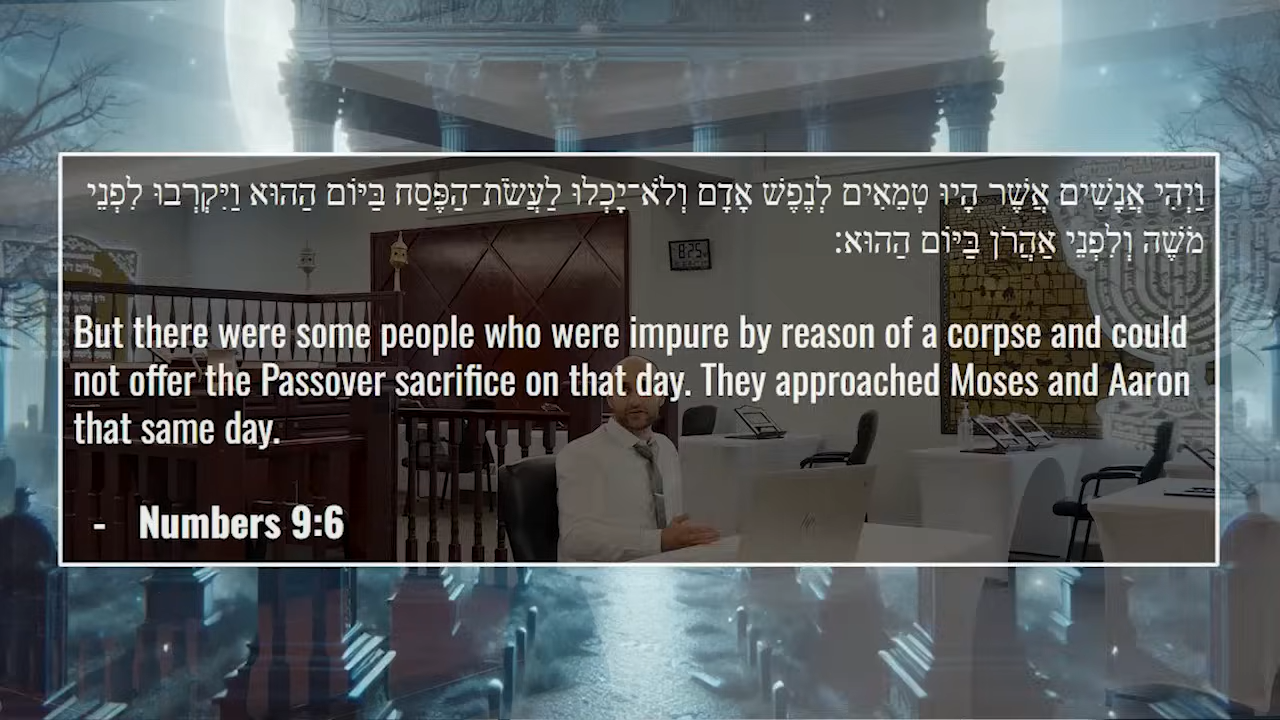 וַיְהִי אֲנָשִׁים אֲשֶׁר הָיוּ טְמֵאִים לְנֶפֶשׁ אָדָם וְלֹא־יָכְלוּ לַעֲשֹׂת־הַפֶּסַח בַּיּוֹם הַהוּא וַיִּקְרְבוּ לִפְנֵי
מֹשֶׁה וְלִפְנֵי אַהֲרֹן בַּיּוֹם הַהוּא׃
But there were some people who were impure by reason of a corpse and could
not offer the Passover sacrifice on that day. They approached Moses and Aaron
that same day.
- Numbers 9:6
8:25